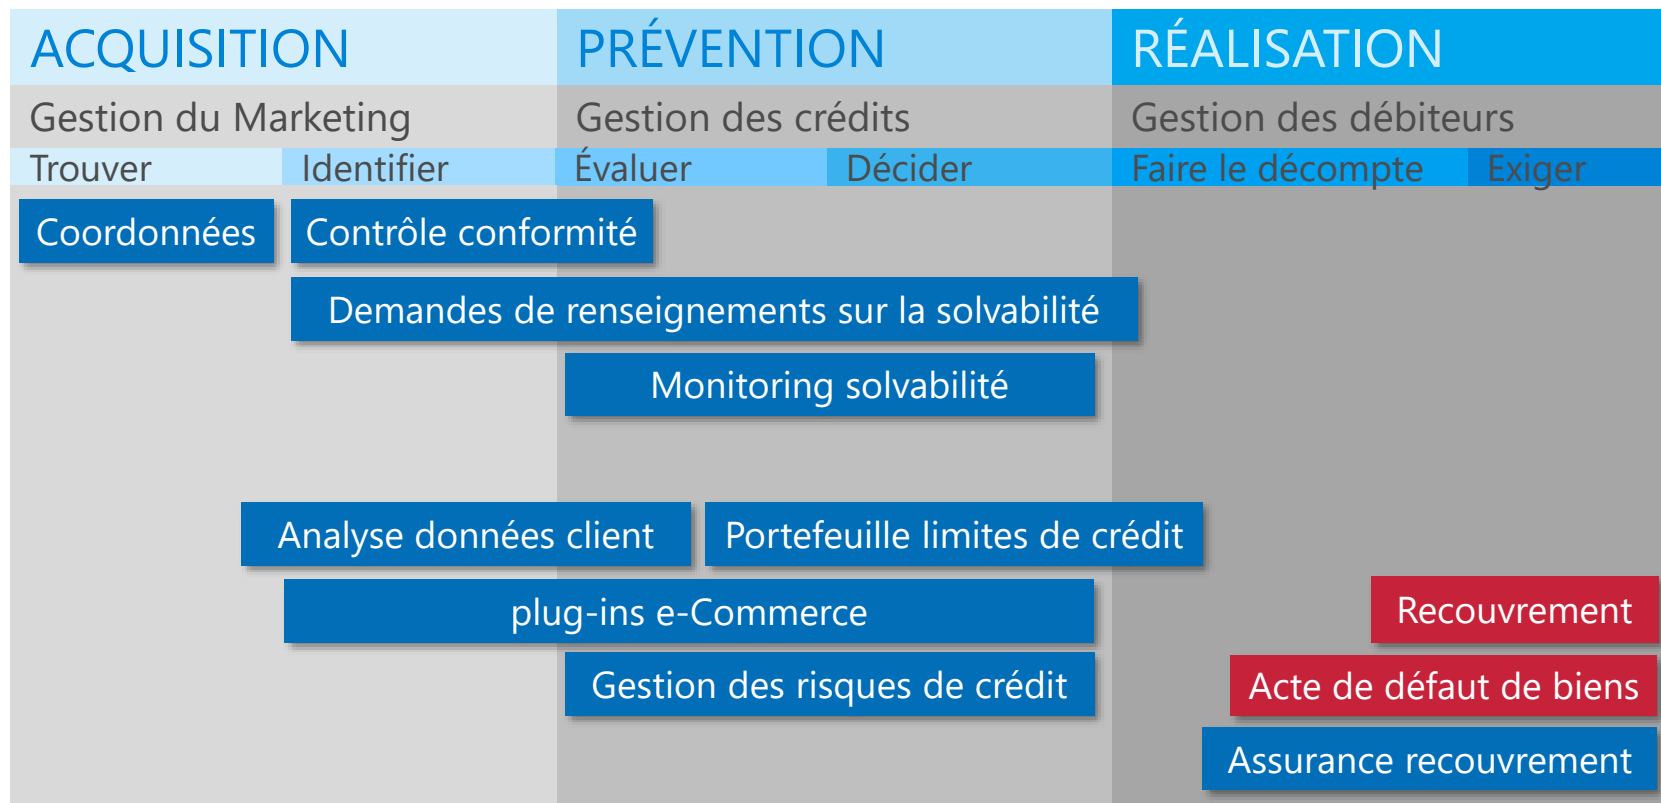 ACQUISITION
PRÉVENTION
RÉALISATION
Gestion du Marketing
Gestion des crédits
Gestion des débiteurs
Trouver
Identifier
Évaluer
Décider
Faire le décompte
Exiger
Coordonnées
Contrôle conformité
Demandes de renseignements sur la solvabilité
Monitoring solvabilité
Analyse données client
Portefeuille limites de crédit
plug-ins e-Commerce
Recouvrement
Gestion des risques de crédit
Acte de défaut de biens
Assurance recouvrement